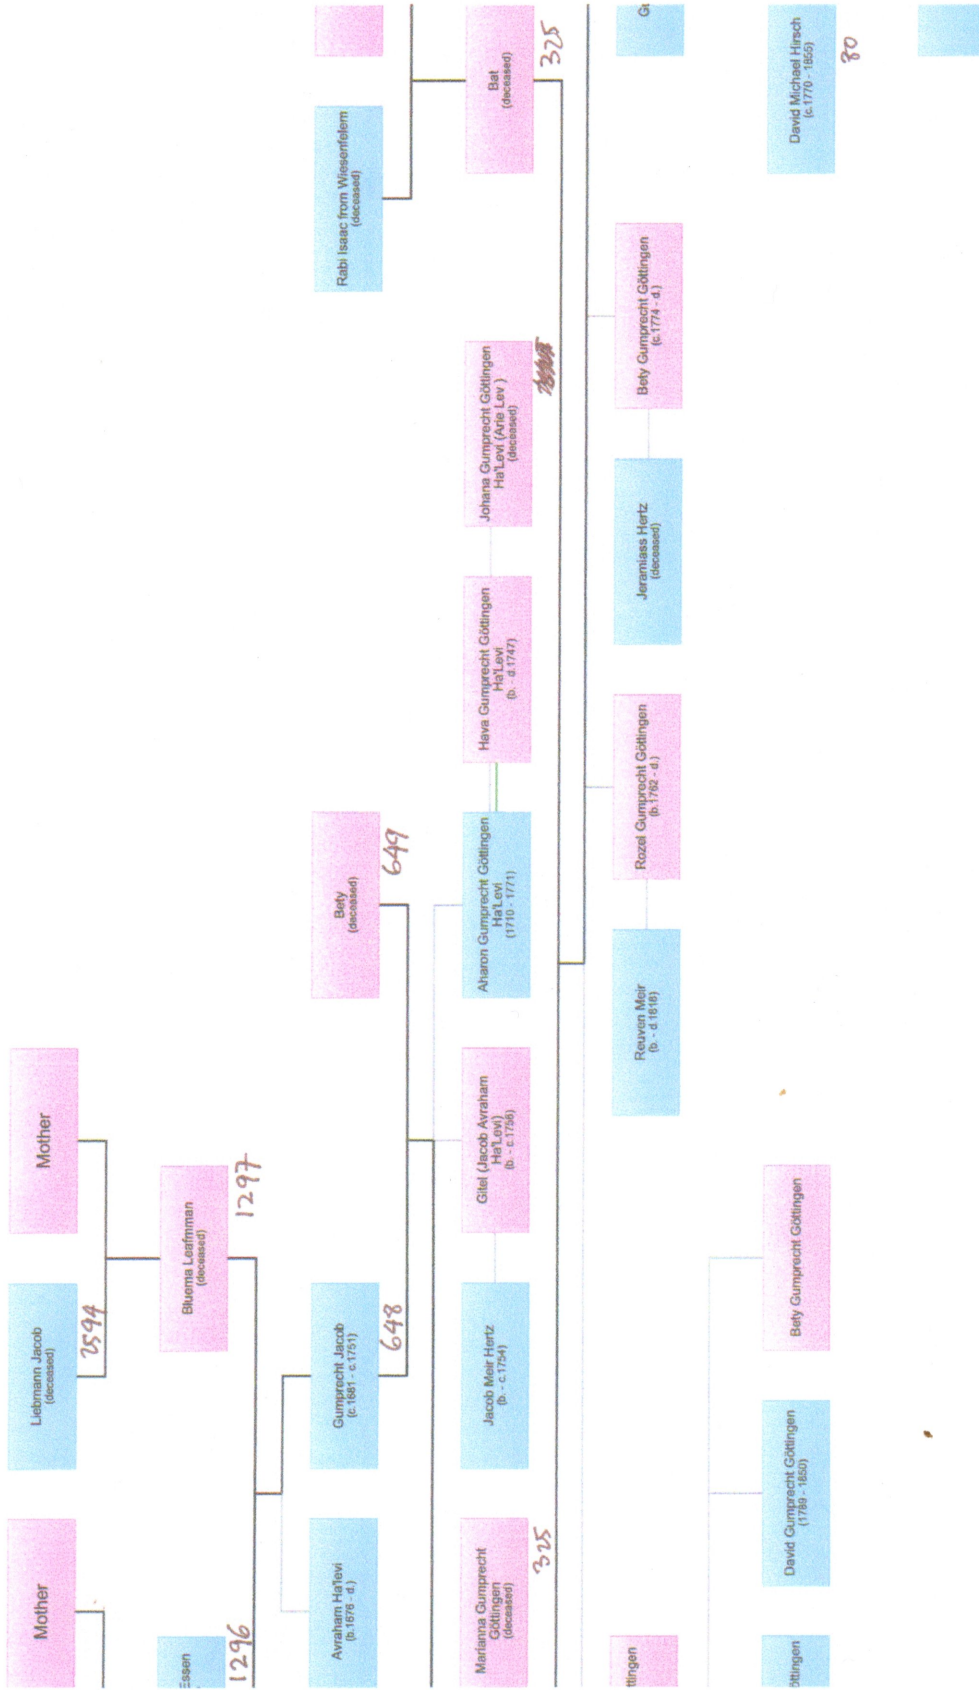 Mother
Liebmann Jacob
(deceased)
2594
Mother
Essen
1296
Bluema Leafmman
(deceased)
1297
Avraham Ha'levi
(b.1676 - d.)
Gumprecht Jacob
(c.1681 - c.1751)
648
Bety
(deceased)
649
Rabi Isaac from Wiesenfelern
(deceased)
Marianna Gumprecht
Göttingen
(deceased)
325
Jacob Meir Hertz
(b. - c.1754)
Gitel (Jacob Avraham
Ha'Levi)
(b. - c.1758)
Aharon Gumprecht Göttingen
Ha'Levi
(1710 - 1771)
Hava Gumprecht Göttingen
Ha'Levi
(b. - d.1747)
Johana Gumprecht Göttingen
Ha'Levi (Arie Lev )
(deceased)
Bat
(deceased)
325
ttingen
Reuven Meir
(b. - d.1818)
Rozel Gumprecht Göttingen
(b.1762 - d.)
Jeramiass Hertz
(deceased)
Bety Gumprecht Göttingen
(c.1774 - d.)
Gu
öttingen
David Gumprecht Göttingen
(1789 - 1850)
Bety Gumprecht Göttingen
David Michael Hirsch
(c.1770 - 1855)
80